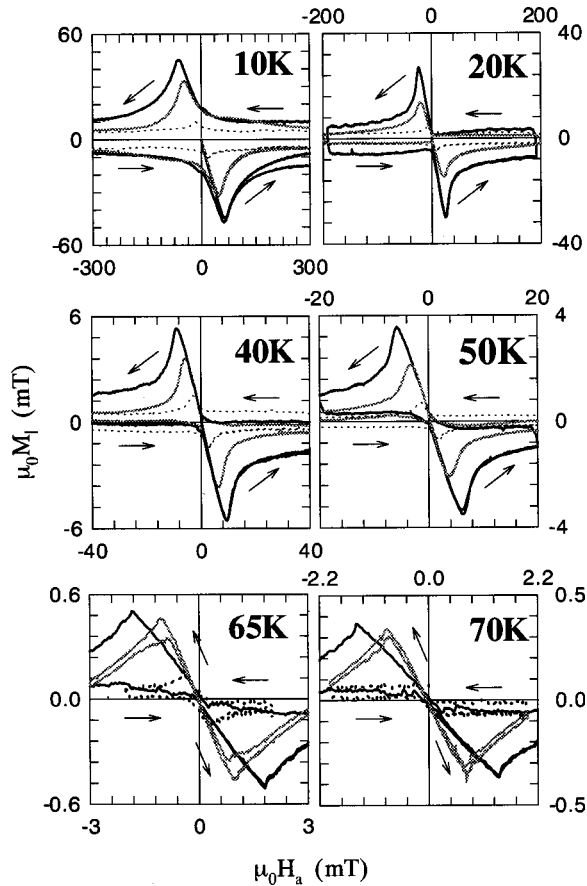 -200 0 200
60 40
10K 20K
0 0
-60 -40
-300 0 300
-20 0 20
6 4
40K 50K
0 0
-6 -4
-40 0 40
μ₀M_l (mT)
-2.2 0.0 2.2
0.6 0.5
65K 70K
0.0 0.0
-0.6 -0.5
-3 0 3
μ₀Hₐ (mT)